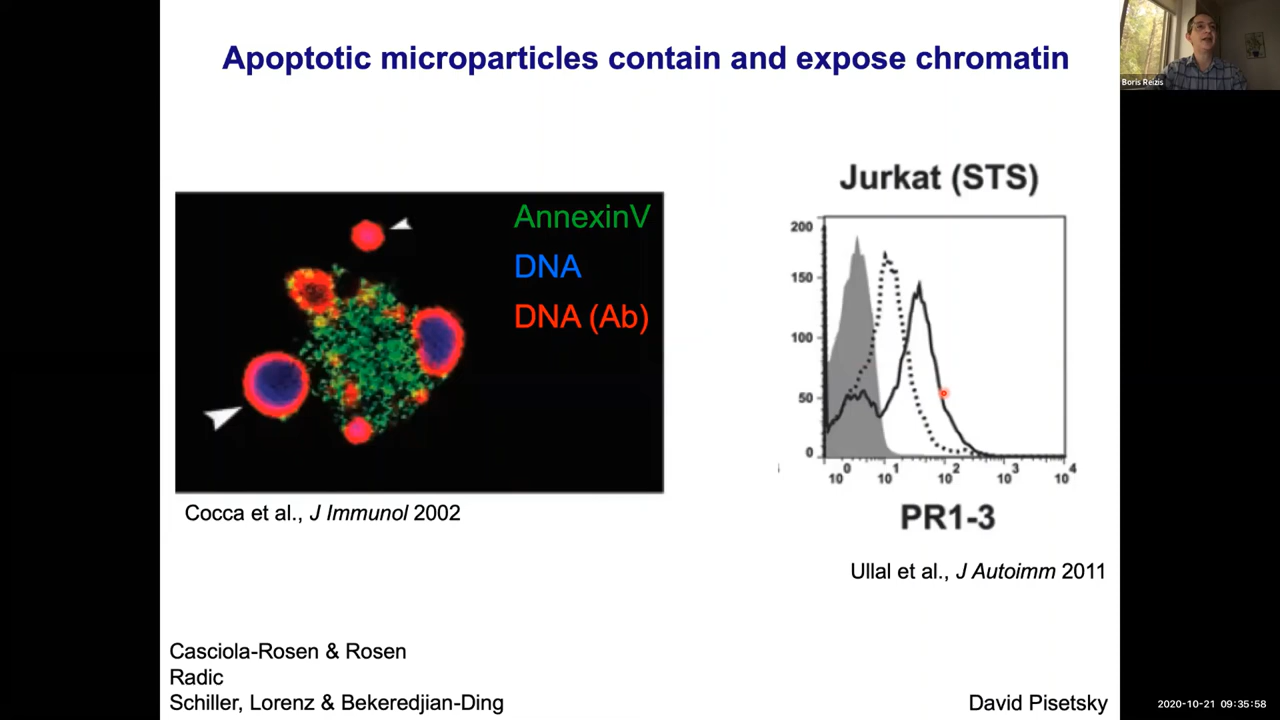 Apoptotic microparticles contain and expose chromatin
Boris Reizis
AnnexinV
DNA
DNA (Ab)
Cocca et al., J Immunol 2002
Jurkat (STS)
200
150
100
50
0
10^0 10^1 10^2 10^3 10^4
PR1-3
Ullal et al., J Autoimm 2011
Casciola-Rosen & Rosen
Radic
Schiller, Lorenz & Bekeredjian-Ding
David Pisetsky
2020-10-21 09:35:58